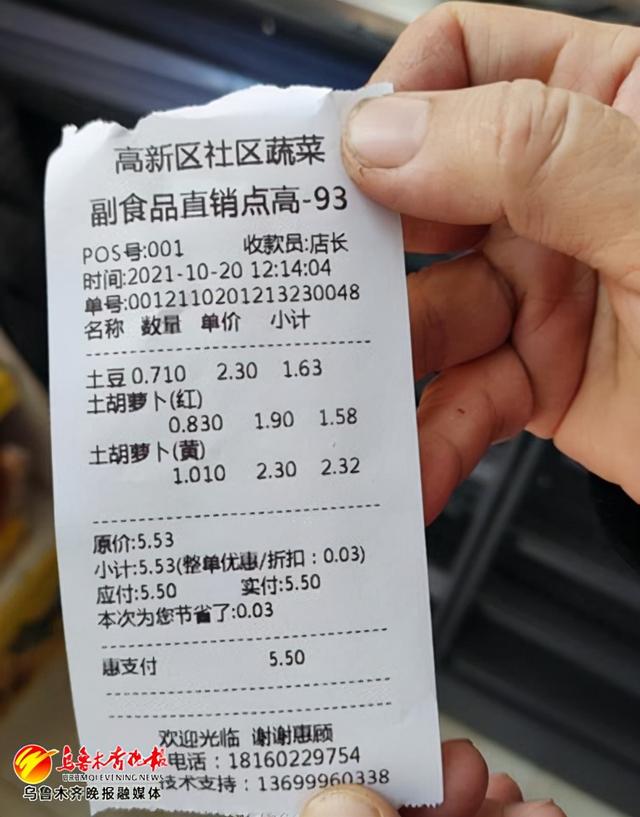 高新区社区蔬菜
副食品直销点高-93
POS号:001 收款员:店长
时间:2021-10-20 12:14:04
单号:00121102012132300​48
名称 数量 单价 小计
土豆 0.710 2.30 1.63
土胡萝卜(红)
0.830 1.90 1.58
土胡萝卜(黄)
1.010 2.30 2.32
原价:5.53
小计:5.53(整单优惠/折扣：0.03)
应付:5.50 实付:5.50
本次为您节省了:0.03
惠支付 5.50
欢迎光临 谢谢惠顾
电话：18160229754
技术支持：13699960338
乌鲁木齐晚报
URUMQI EVENING NEWS
乌鲁木齐晚报融媒体